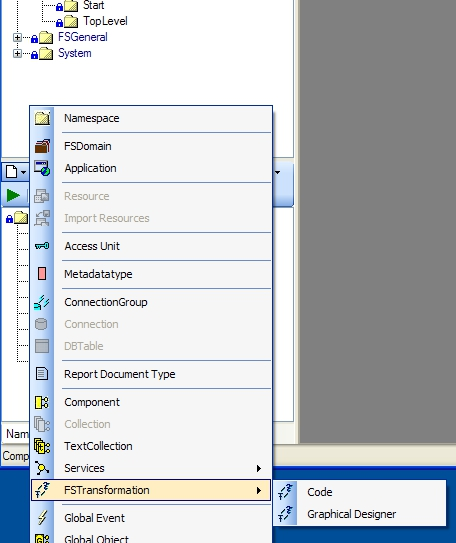 Start
TopLevel
FSGeneral
System
Namespace
FSDomain
Application
Resource
Import Resources
Access Unit
Metadatatype
ConnectionGroup
Connection
DBTable
Report Document Type
Component
Collection
Nam
TextCollection
Comp
Services
FSTransformation
Code
Graphical Designer
Global Event
Global Object